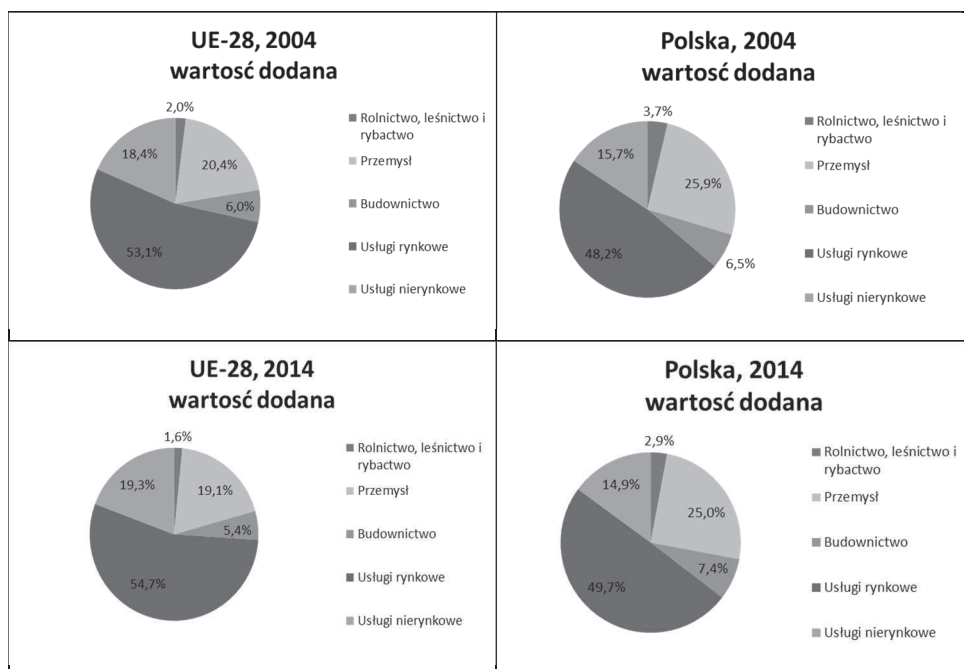 UE-28, 2004
wartosć dodana
2,0%
20,4%
6,0%
53,1%
18,4%
Rolnictwo, leśnictwo i
rybactwo
Przemysł
Budownictwo
Usługi rynkowe
Usługi nierynkowe
Polska, 2004
wartosć dodana
3,7%
25,9%
6,5%
48,2%
15,7%
Rolnictwo, leśnictwo i
rybactwo
Przemysł
Budownictwo
Usługi rynkowe
Usługi nierynkowe
UE-28, 2014
wartosć dodana
1,6%
19,1%
5,4%
54,7%
19,3%
Rolnictwo, leśnictwo i
rybactwo
Przemysł
Budownictwo
Usługi rynkowe
Usługi nierynkowe
Polska, 2014
wartosć dodana
2,9%
25,0%
7,4%
49,7%
14,9%
Rolnictwo, leśnictwo i
rybactwo
Przemysł
Budownictwo
Usługi rynkowe
Usługi nierynkowe